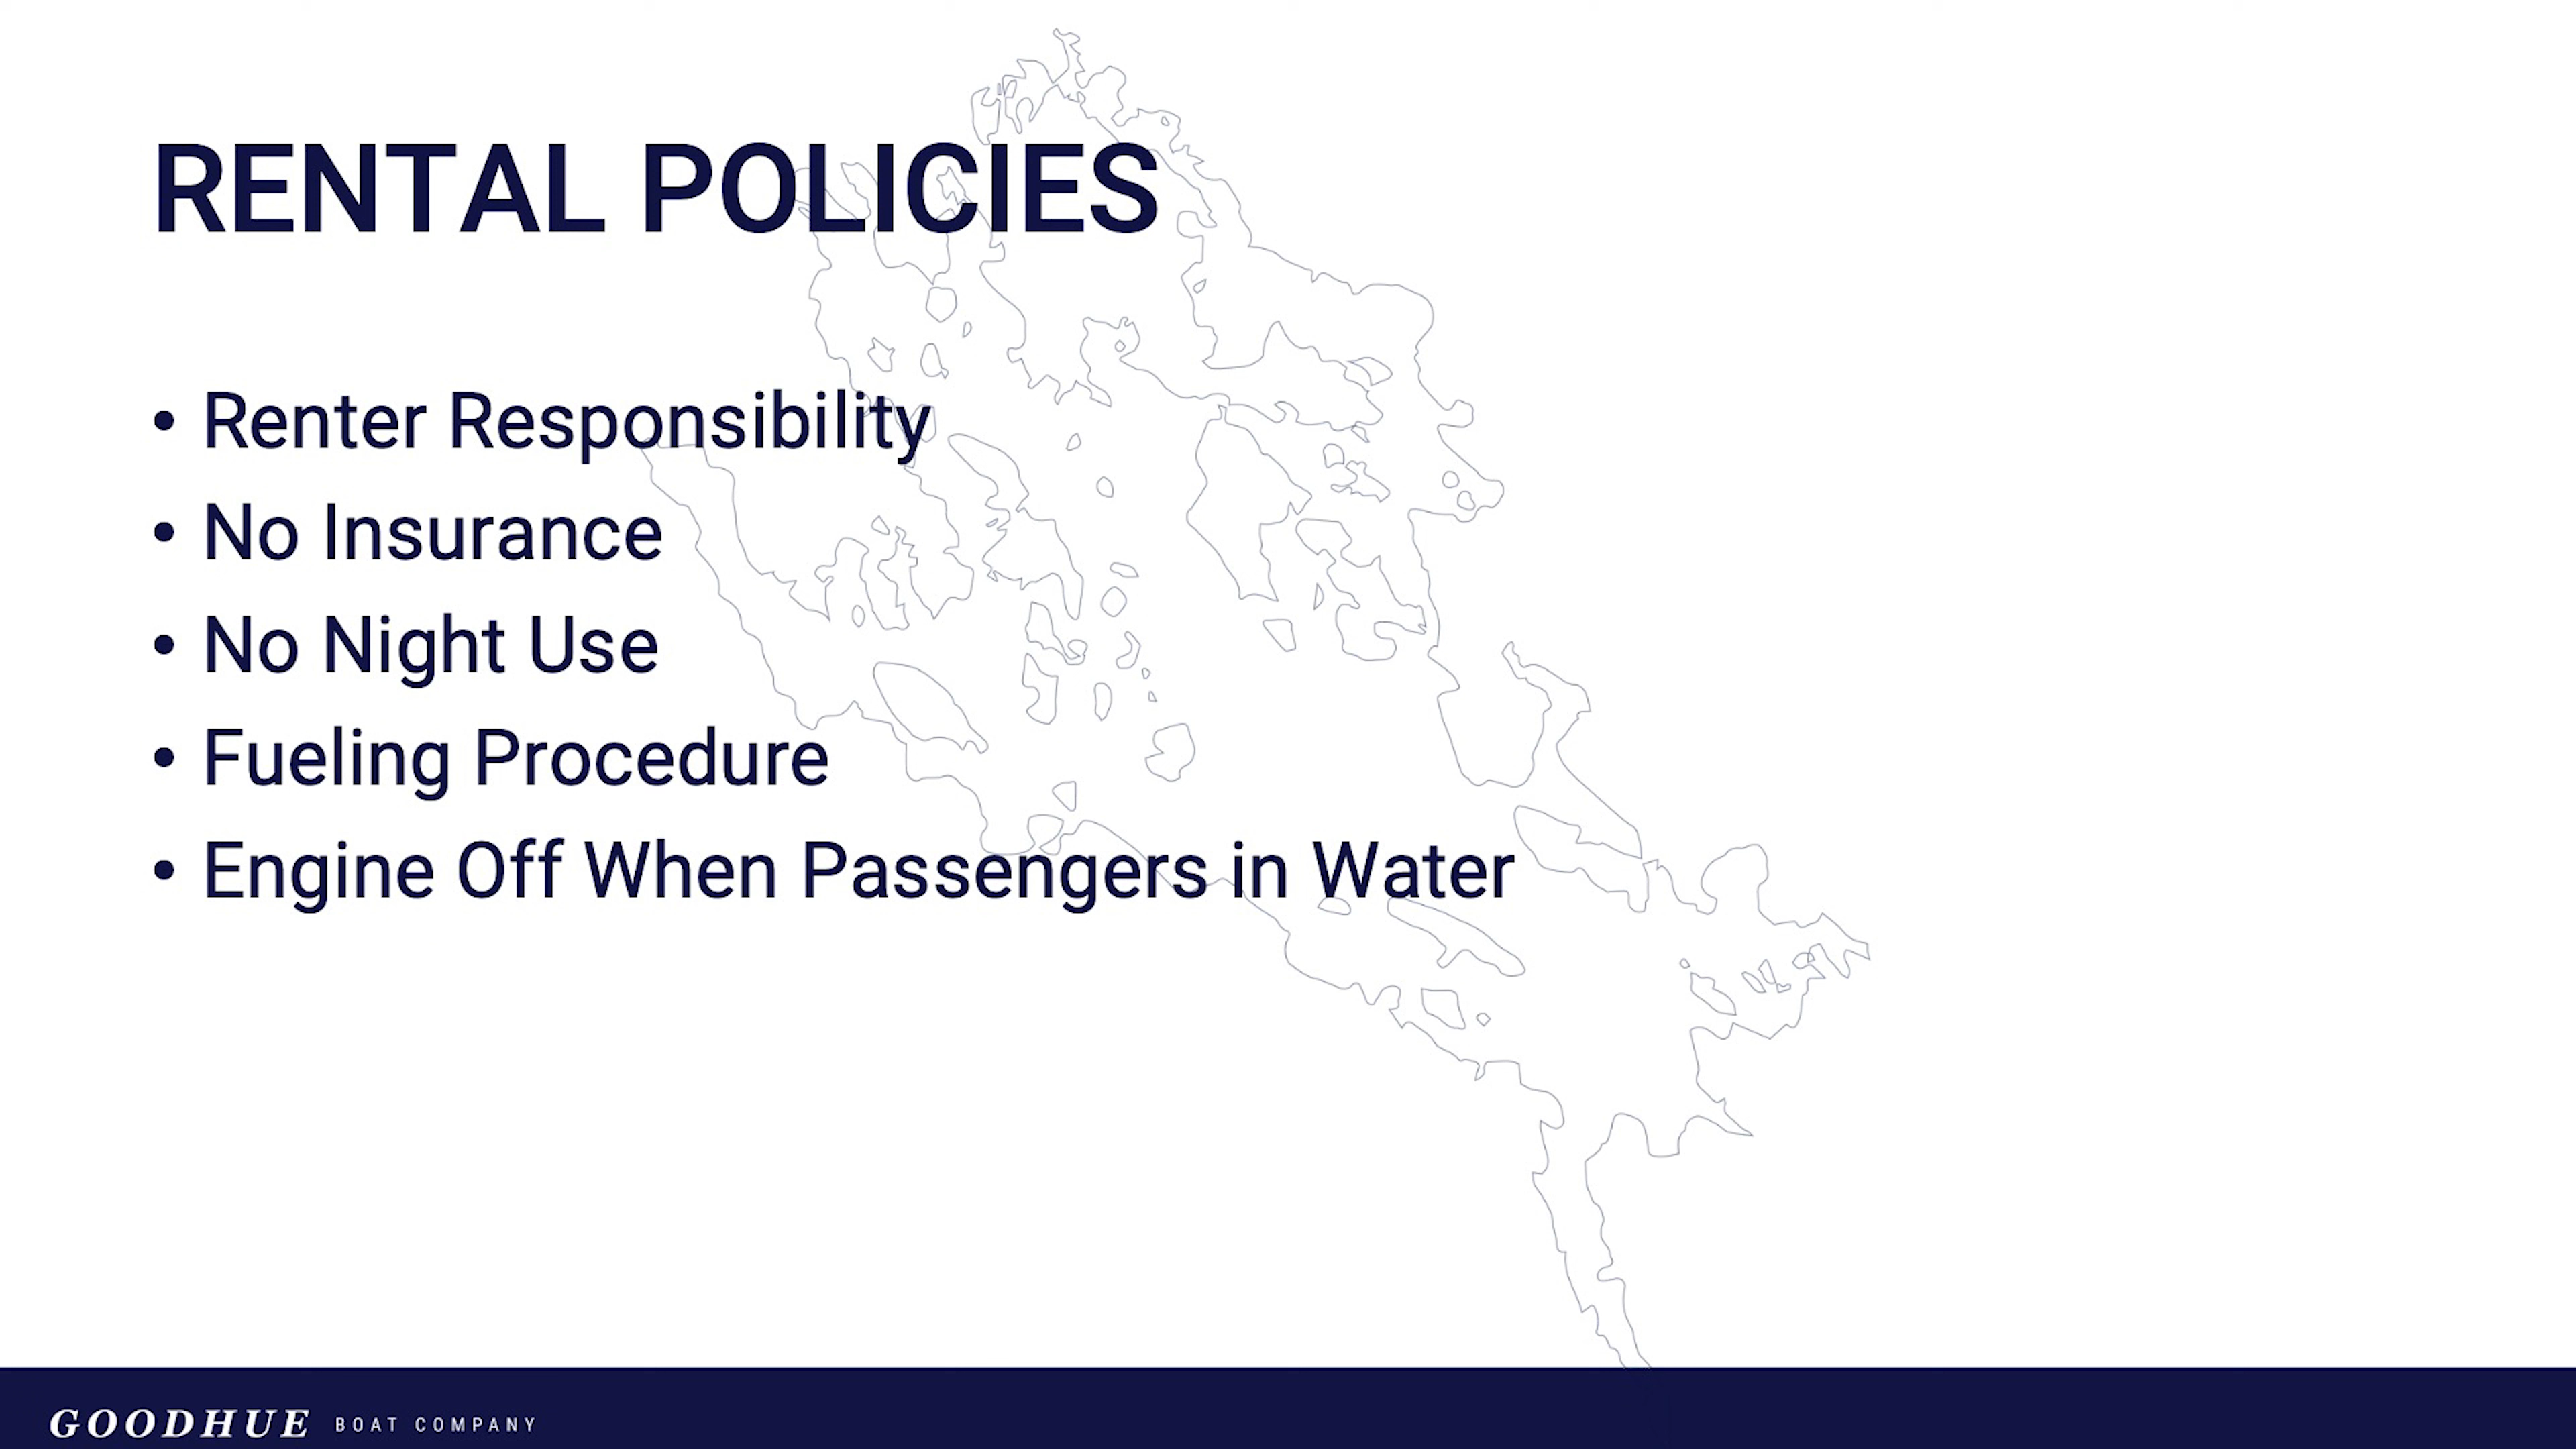 RENTAL POLICIES
• Renter Responsibility
• No Insurance
• No Night Use
• Fueling Procedure
• Engine Off When Passengers in Water
GOODHUE BOAT COMPANY